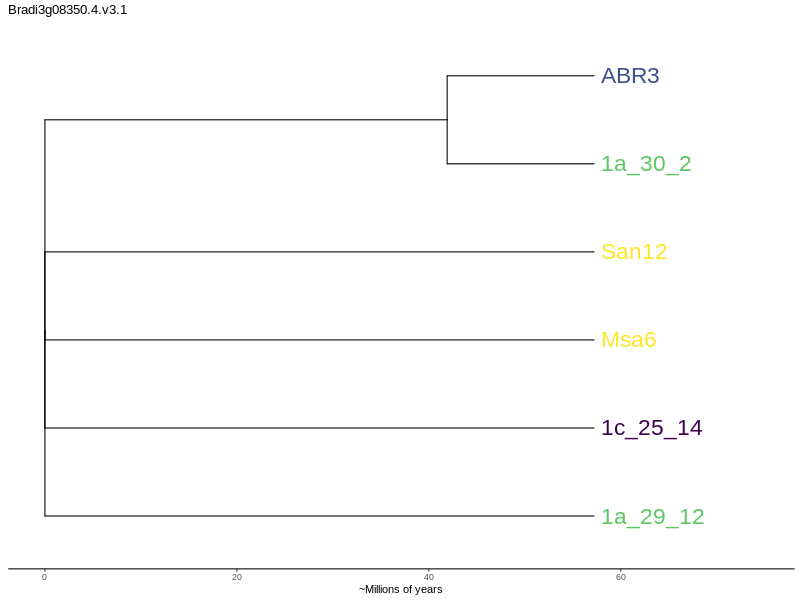 Bradi3g08350.4.v3.1
ABR3
1a_30_2
San12
Msa6
1c_25_14
1a_29_12
0 20 40 60
~Millions of years